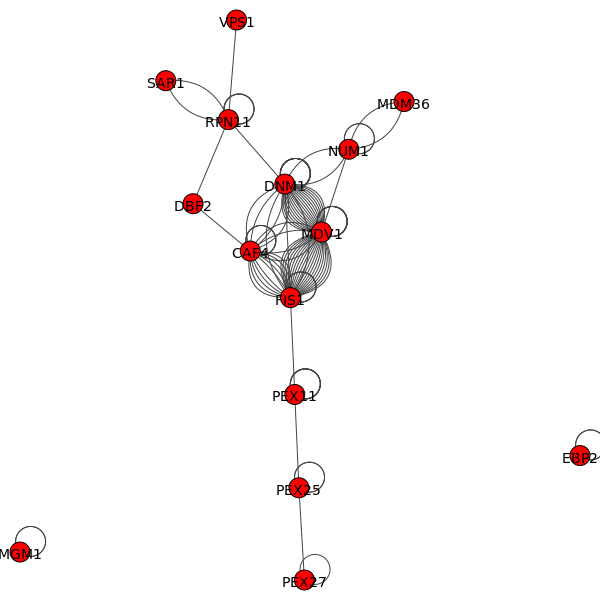 VPS1
SAR1
MDM36
RPN11
NUM1
DNM1
DBF2
MDV1
CAF4
FIS1
PEX11
EBP2
PEX25
MGM1
PEX27